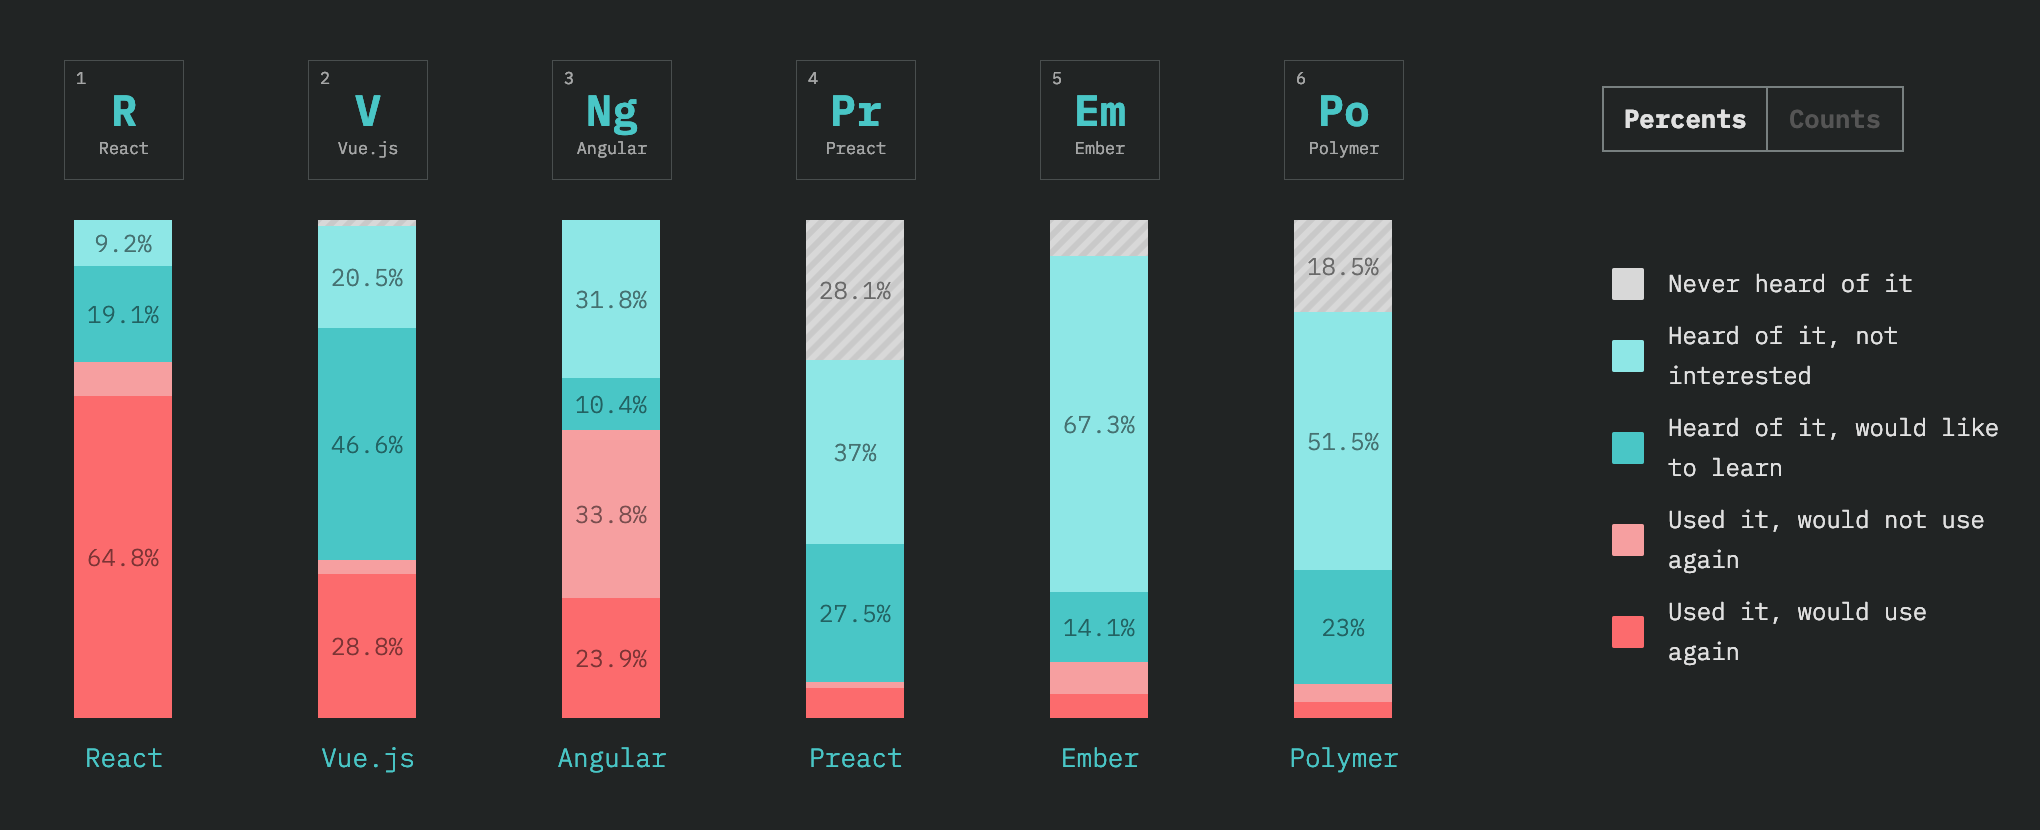 1
R
React
2
V
Vue.js
3
Ng
Angular
4
Pr
Preact
5
Em
Ember
6
Po
Polymer
Percents
Counts
9.2%
19.1%
64.8%
20.5%
46.6%
28.8%
31.8%
10.4%
33.8%
23.9%
28.1%
37%
27.5%
67.3%
14.1%
18.5%
51.5%
23%
React
Vue.js
Angular
Preact
Ember
Polymer
Never heard of it
Heard of it, not
interested
Heard of it, would like
to learn
Used it, would not use
again
Used it, would use
again